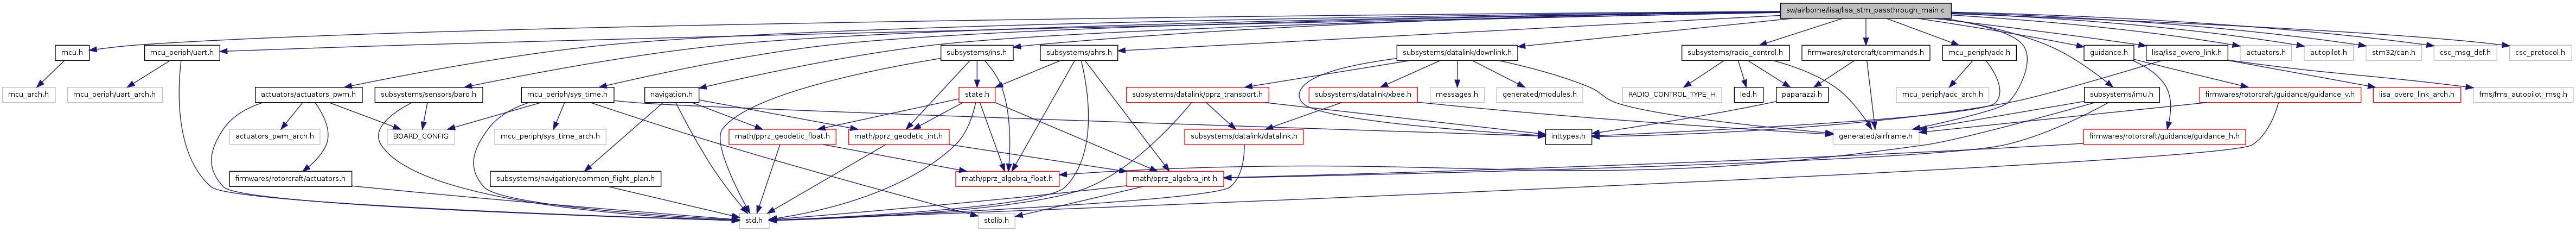 sw/airborne/lisa/lisa_stm_passthrough_main.c
mcu.h
mcu_periph/uart.h
subsystems/ins.h
subsystems/ahrs.h
subsystems/datalink/downlink.h
subsystems/radio_control.h
firmwares/rotorcraft/commands.h
mcu_periph/adc.h
guidance.h
lisa/lisa_overo_link.h
actuators.h
autopilot.h
stm32/can.h
csc_msg_def.h
csc_protocol.h
mcu_arch.h
mcu_periph/uart_arch.h
actuators/actuators_pwm.h
subsystems/sensors/baro.h
mcu_periph/sys_time.h
navigation.h
state.h
subsystems/datalink/pprz_transport.h
subsystems/datalink/xbee.h
messages.h
generated/modules.h
RADIO_CONTROL_TYPE_H
led.h
paparazzi.h
mcu_periph/adc_arch.h
subsystems/imu.h
firmwares/rotorcraft/guidance/guidance_v.h
lisa_overo_link_arch.h
fms/fms_autopilot_msg.h
actuators_pwm_arch.h
BOARD_CONFIG
mcu_periph/sys_time_arch.h
math/pprz_geodetic_float.h
math/pprz_geodetic_int.h
subsystems/datalink/datalink.h
inttypes.h
generated/airframe.h
firmwares/rotorcraft/guidance/guidance_h.h
firmwares/rotorcraft/actuators.h
subsystems/navigation/common_flight_plan.h
math/pprz_algebra_float.h
math/pprz_algebra_int.h
std.h
stdlib.h